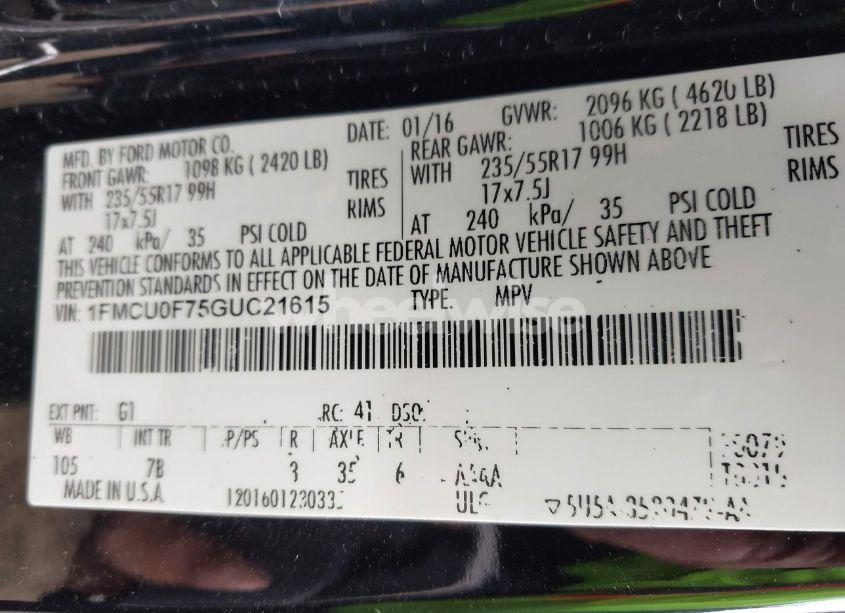 MFD. BY FORD MOTOR CO. DATE: 01/16 GVWR: 2096 KG ( 4620 LB)
FRONT GAWR: 1098 KG ( 2420 LB) REAR GAWR: 1006 KG ( 2218 LB)
WITH 235/55R17 99H TIRES WITH 235/55R17 99H TIRES
17x7.5J RIMS 17x7.5J RIMS
AT 240 kPa/ 35 PSI COLD AT 240 kPa/ 35 PSI COLD
THIS VEHICLE CONFORMS TO ALL APPLICABLE FEDERAL MOTOR VEHICLE SAFETY AND THEFT
PREVENTION STANDARDS IN EFFECT ON THE DATE OF MANUFACTURE SHOWN ABOVE
VIN: 1FMCU0F75GUC21615 TYPE: MPV
wheelwise
EXT PNT: G1 RC: 41 DSO:
WB INT TR P/PS R AXLE TR
105 7B 3 35 6
MADE IN U.S.A.